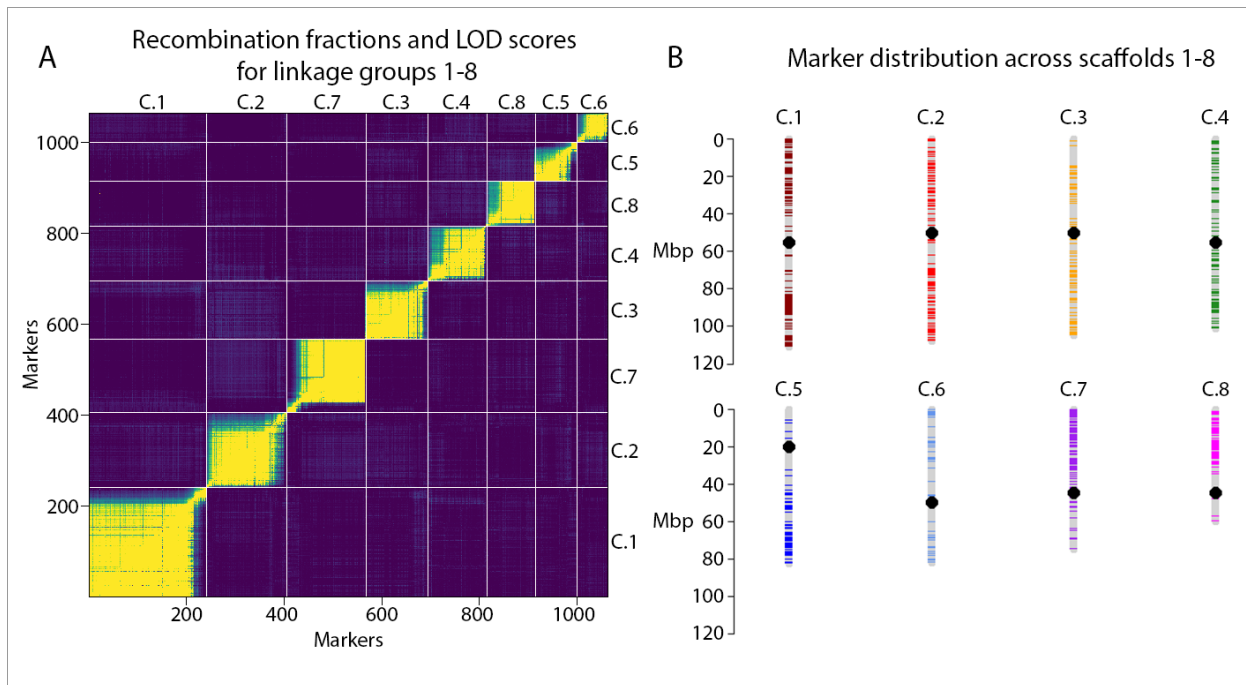 A
Recombination fractions and LOD scores
for linkage groups 1-8
C.1 C.2 C.7 C.3 C.4 C.8 C.5 C.6
1000
800
600
400
200
Markers
C.6
C.5
C.8
C.4
C.3
C.7
C.2
C.1
200 400 600 800 1000
Markers
B
Marker distribution across scaffolds 1-8
C.1 C.2 C.3 C.4
0
20
40
Mbp 60
80
100
120
C.5 C.6 C.7 C.8
0
20
40
Mbp 60
80
100
120